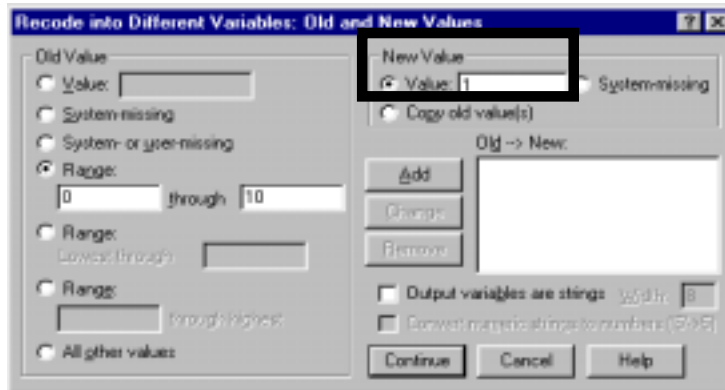 Recode into Different Variables: Old and New Values
Old Value
Value:
System-missing
System- or user-missing
Range:
0 through 10
Range:
Lowest through
Range:
through highest
All other values
New Value
Value: 1 System-missing
Copy old value(s)
Old --> New:
Add
Change
Remove
Output variables are strings Width: 8
Convert numeric strings to numbers ('5'->5)
Continue Cancel Help